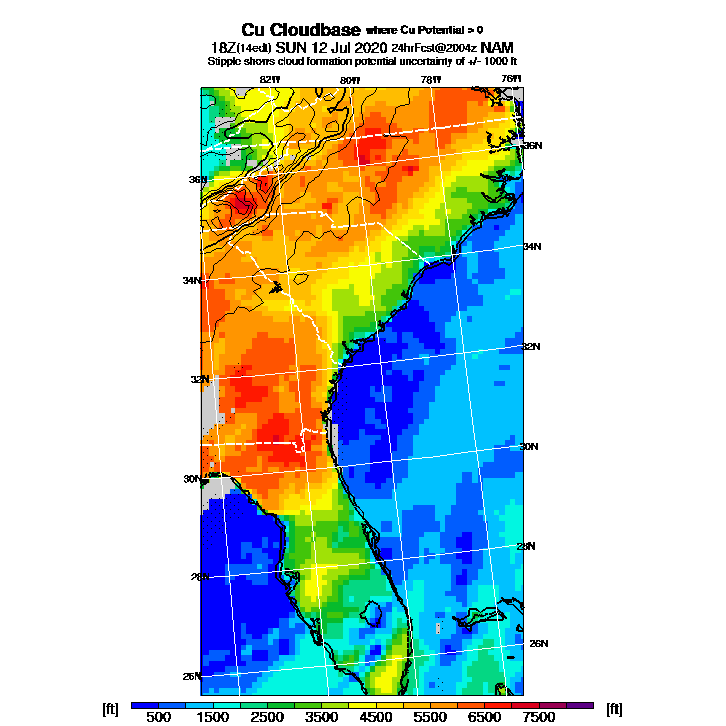 Cu Cloudbase where Cu Potential > 0
18Z(14edt) SUN 12 Jul 2020 24hrFcst@2004z NAM
Stipple shows cloud formation potential uncertainty of +/- 1000 ft
82W 80W 78W 76W
36N 36N
34N 34N
32N 32N
30N 30N
28N 28N
26N 26N
[ft] 500 1500 2500 3500 4500 5500 6500 7500 [ft]